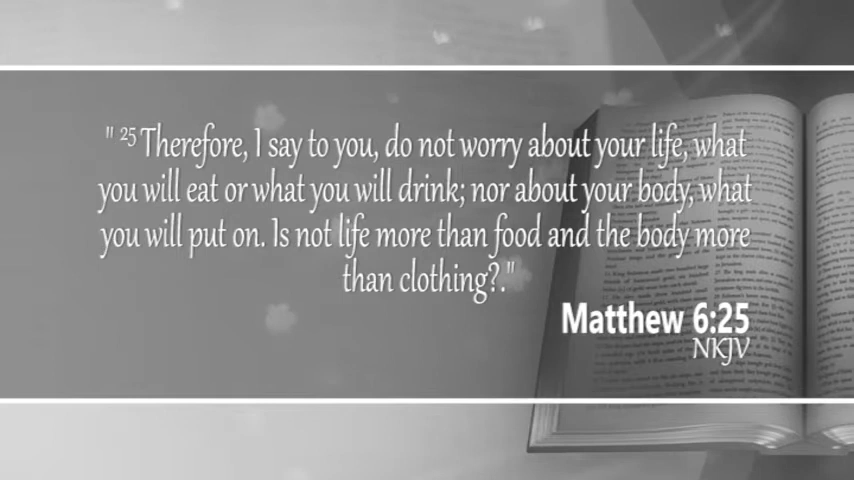 " 25 Therefore, I say to you, do not worry about your life, what
you will eat or what you will drink; nor about your body, what
you will put on. Is not life more than food and the body more
than clothing?."
Matthew 6:25
NKJV